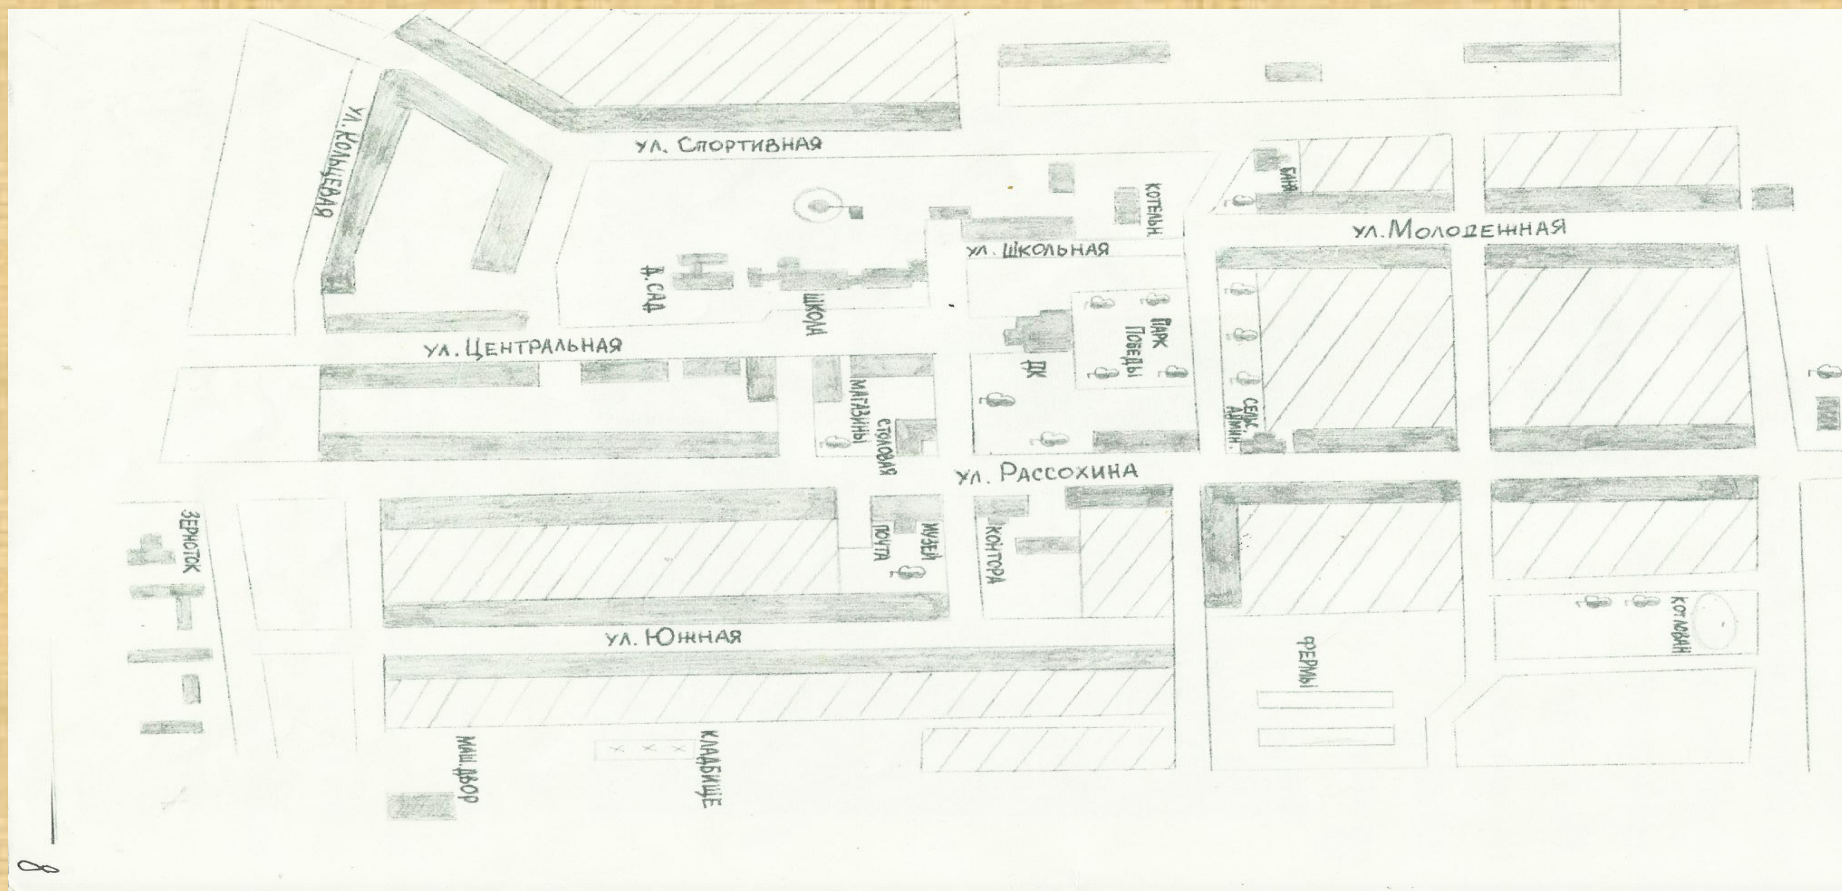 ул. Спортивная
ул. Кольцевая
баня
котельн.
ул. Молодежная
ул. Школьная
д. сад
школа
парк
Победы
ДК
ул. Центральная
магазины
столовая
сельс.
админ.
ул. Рассохина
зерноток
почта
музей
контора
котлован
ул. Южная
фермы
маш. двор
кладбище
8